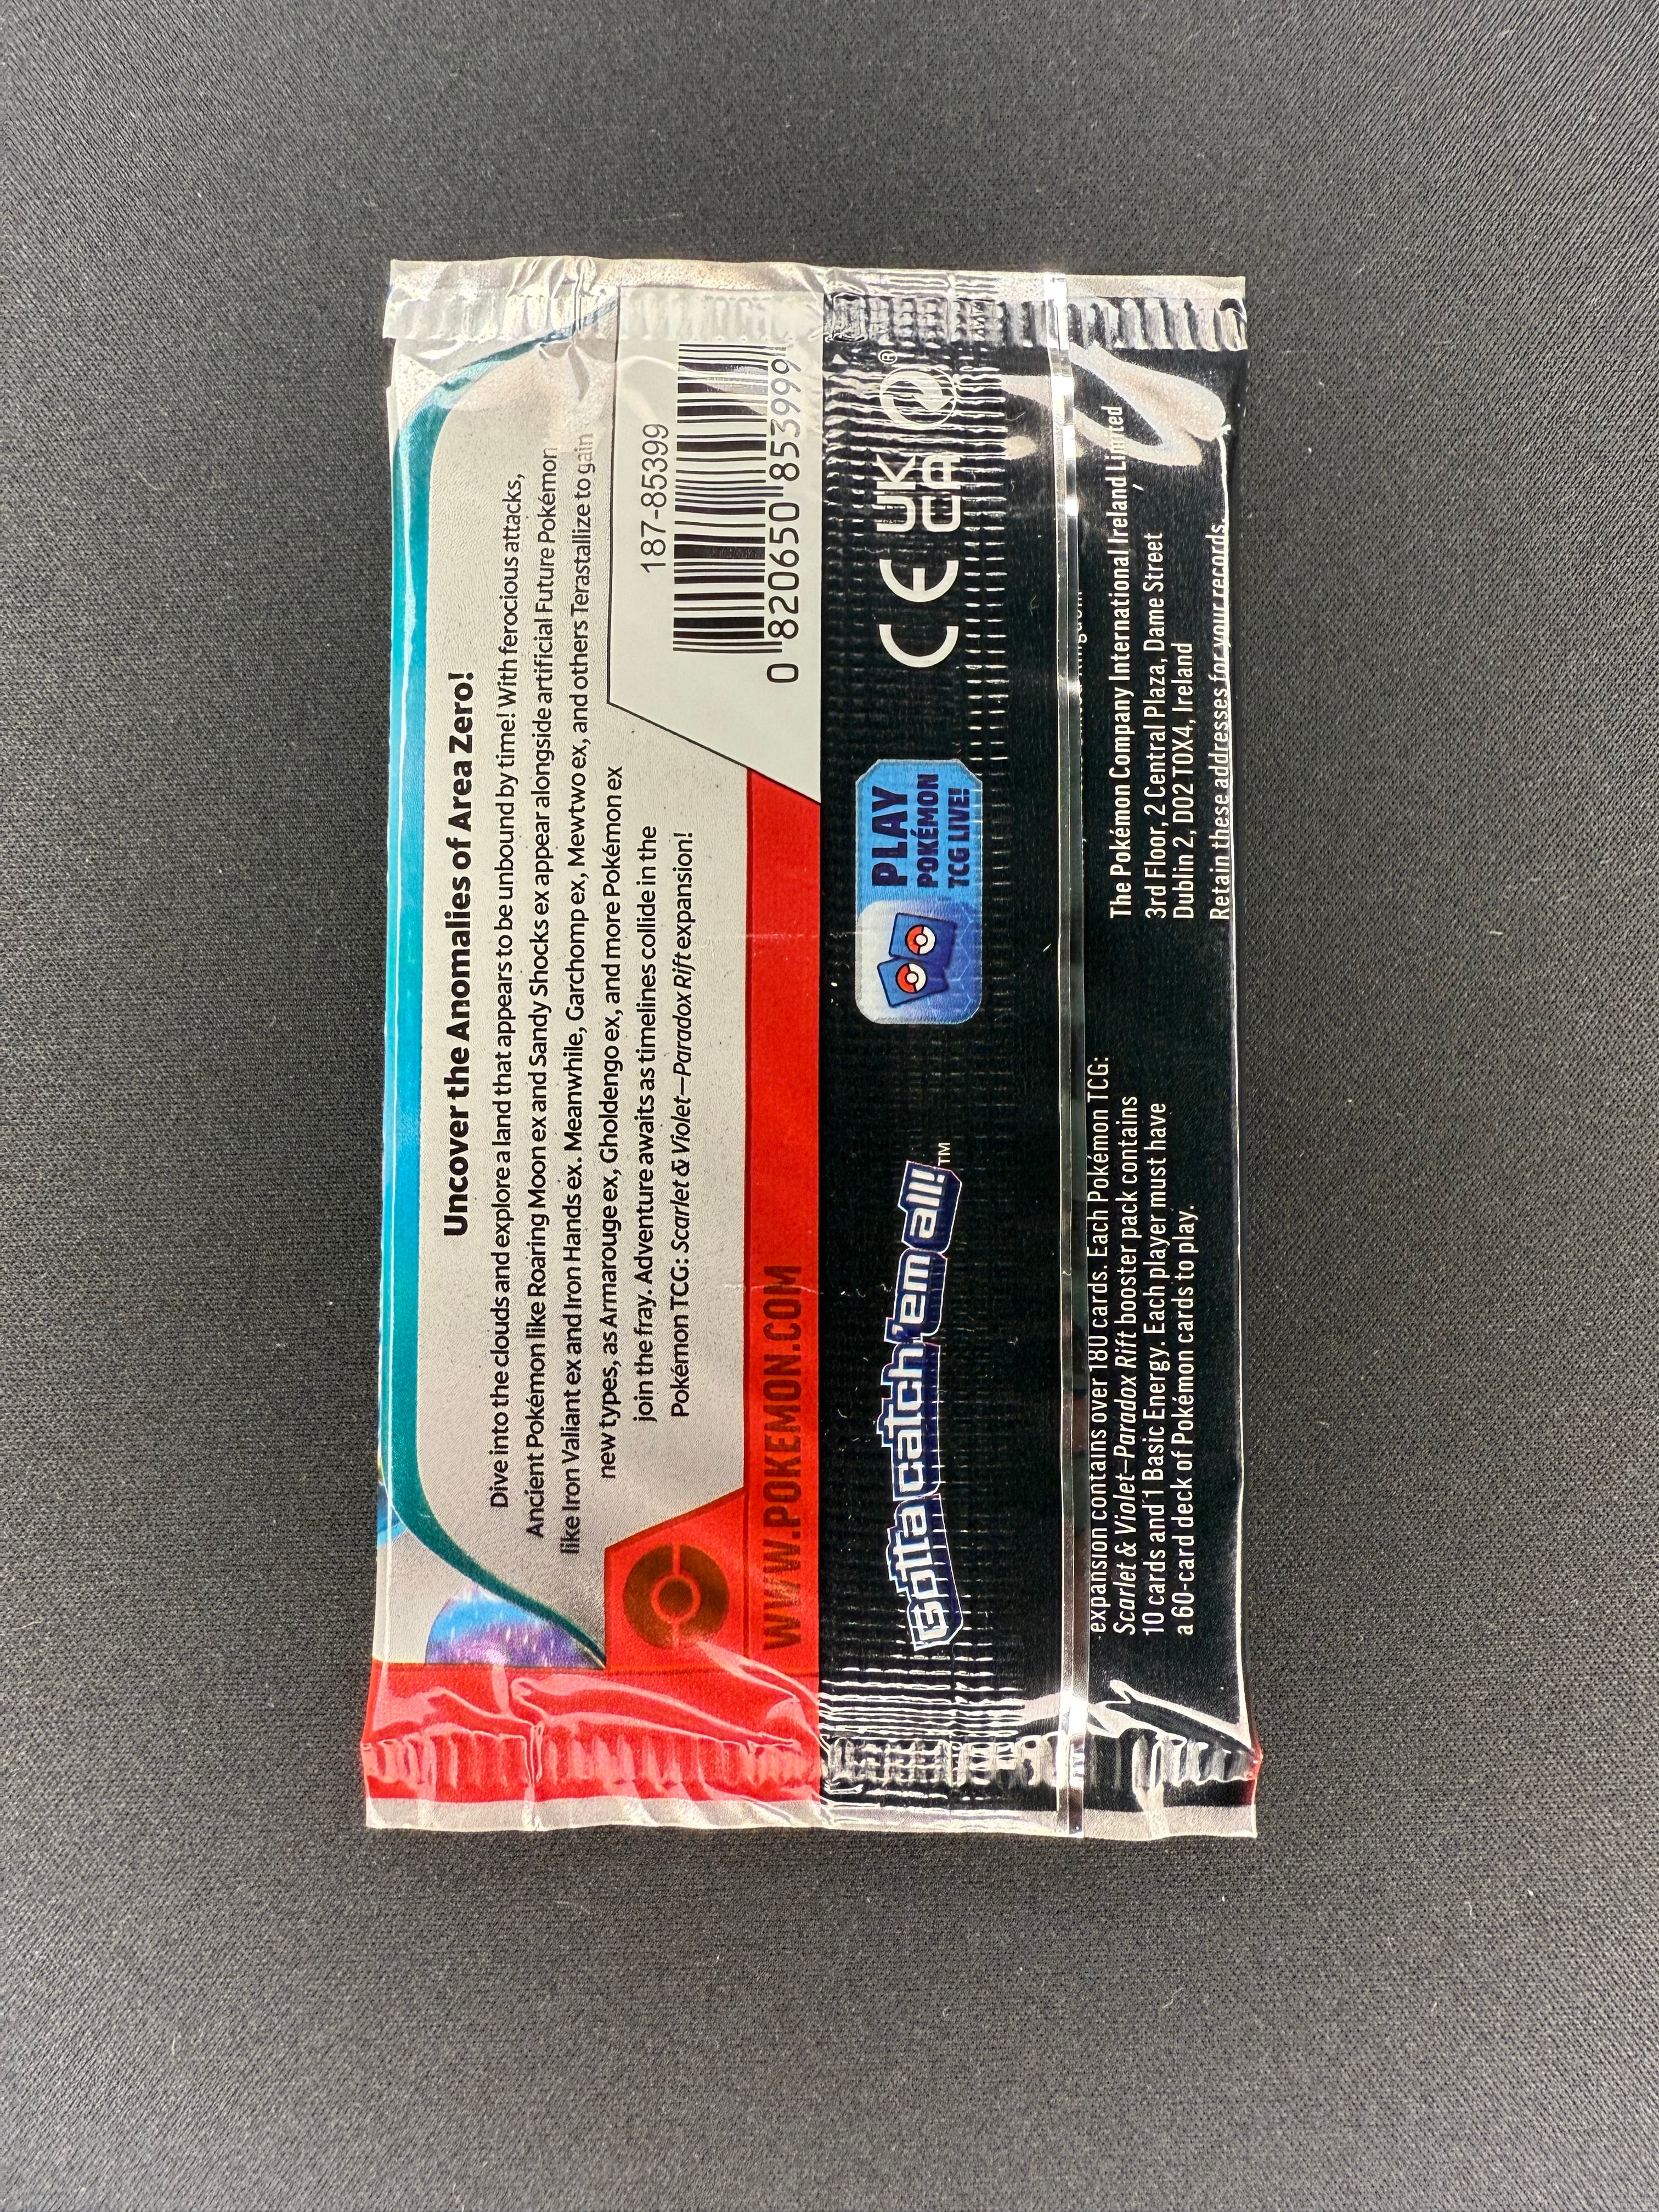 Uncover the Anomalies of Area Zero!
Dive into the clouds and explore a land that appears to be unbound by time! With ferocious attacks,
Ancient Pokémon like Roaring Moon ex and Sandy Shocks ex appear alongside artificial Future Pokémon
like Iron Valiant ex and Iron Hands ex. Meanwhile, Garchomp ex, Mewtwo ex, and others Terastallize to gain
new types, as Armarouge ex, Gholdengo ex, and more Pokémon ex
join the fray. Adventure awaits as timelines collide in the
Pokémon TCG: Scarlet & Violet—Paradox Rift expansion!
187-85399
0 820650 853999
WWW.POKEMON.COM
Gotta catch 'em all!™
PLAY
POKÉMON
TCG LIVE!
CE
UK
CA
®
expansion contains over 180 cards. Each Pokémon TCG:
Scarlet & Violet—Paradox Rift booster pack contains
10 cards and 1 Basic Energy. Each player must have
a 60-card deck of Pokémon cards to play.
The Pokémon Company International Ireland Limited
3rd Floor, 2 Central Plaza, Dame Street
Dublin 2, D02 T0X4, Ireland
Retain these addresses for your records.